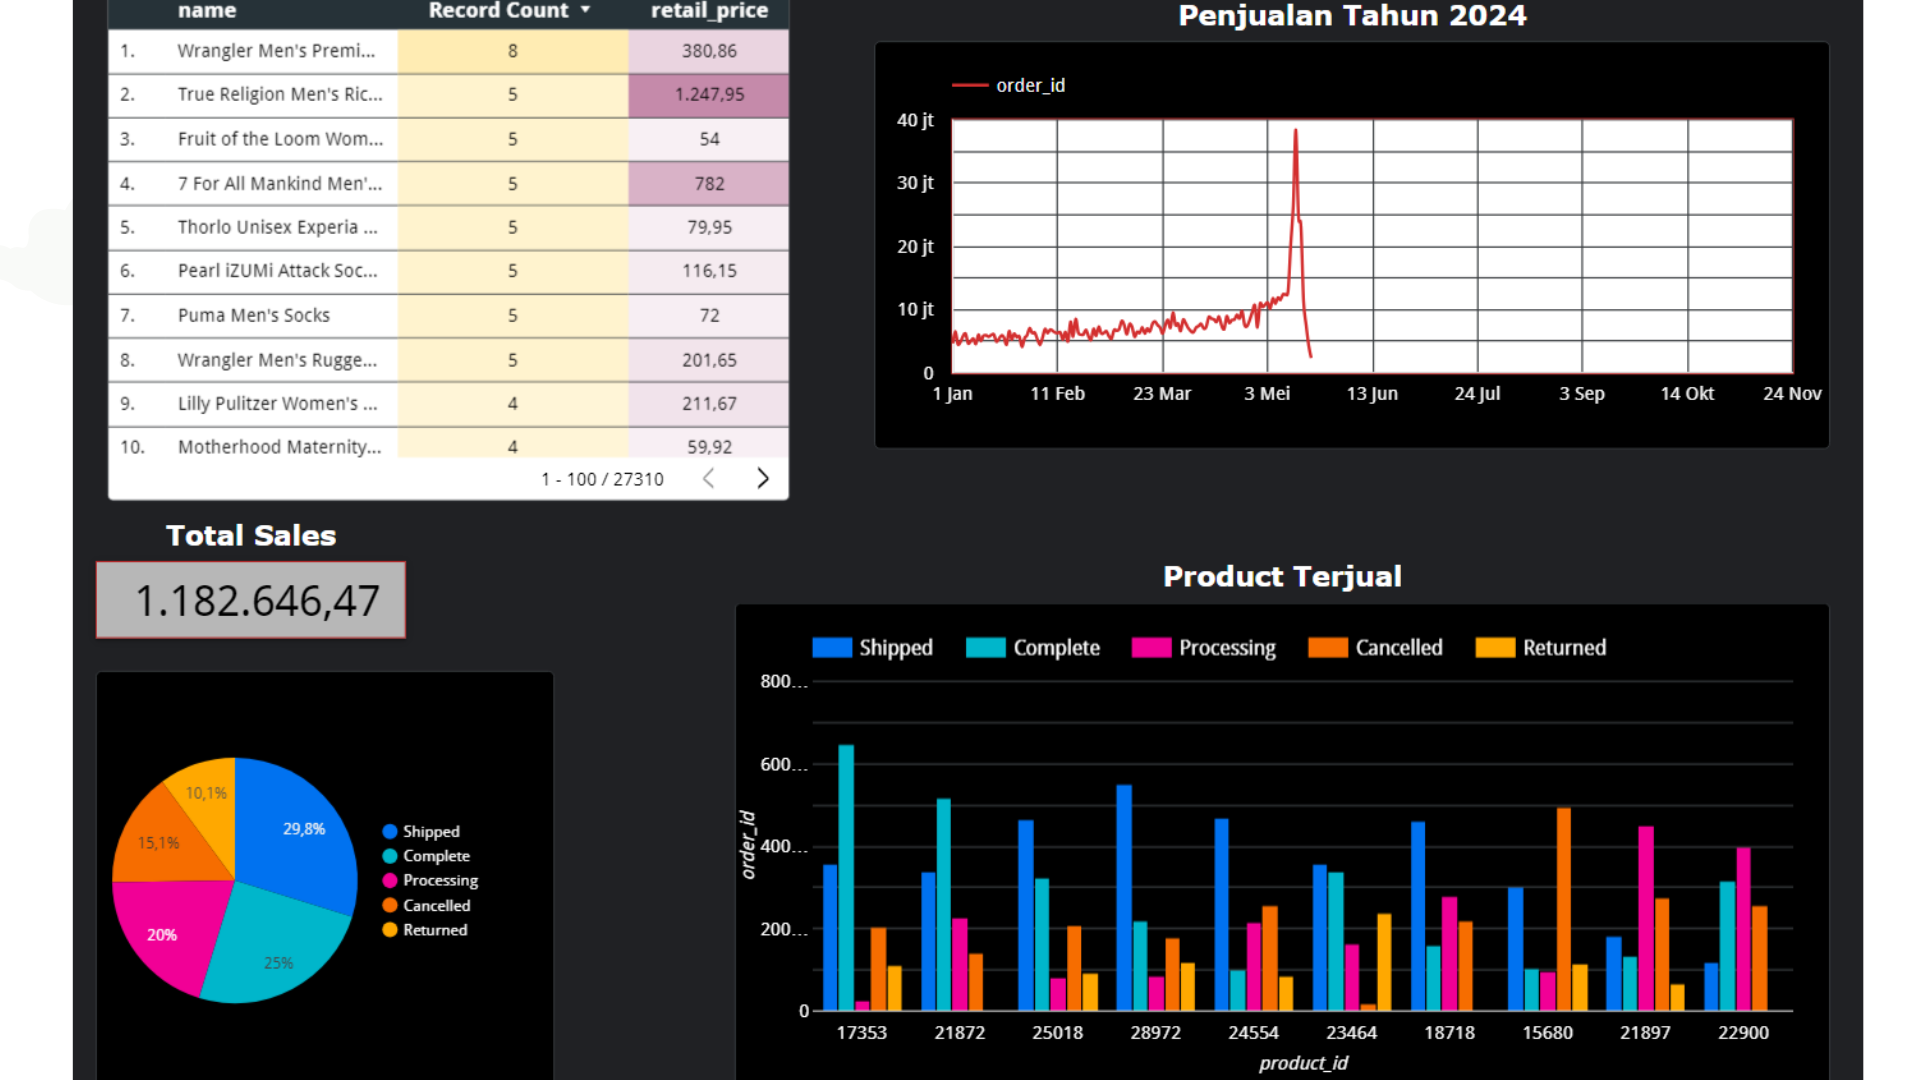 name Record Count retail_price
1. Wrangler Men's Premi... 8 380,86
2. True Religion Men's Ric... 5 1.247,95
3. Fruit of the Loom Wom... 5 54
4. 7 For All Mankind Men'... 5 782
5. Thorlo Unisex Experia ... 5 79,95
6. Pearl iZUMi Attack Soc... 5 116,15
7. Puma Men's Socks 5 72
8. Wrangler Men's Rugge... 5 201,65
9. Lilly Pulitzer Women's ... 4 211,67
10. Motherhood Maternity... 4 59,92
1 - 100 / 27310
Penjualan Tahun 2024
order_id
40 jt
30 jt
20 jt
10 jt
0
1 Jan 11 Feb 23 Mar 3 Mei 13 Jun 24 Jul 3 Sep 14 Okt 24 Nov
Total Sales
1.182.646,47
10,1%
29,8%
15,1%
20%
25%
Shipped
Complete
Processing
Cancelled
Returned
Product Terjual
Shipped Complete Processing Cancelled Returned
800...
600...
400...
200...
0
order_id
17353 21872 25018 28972 24554 23464 18718 15680 21897 22900
product_id